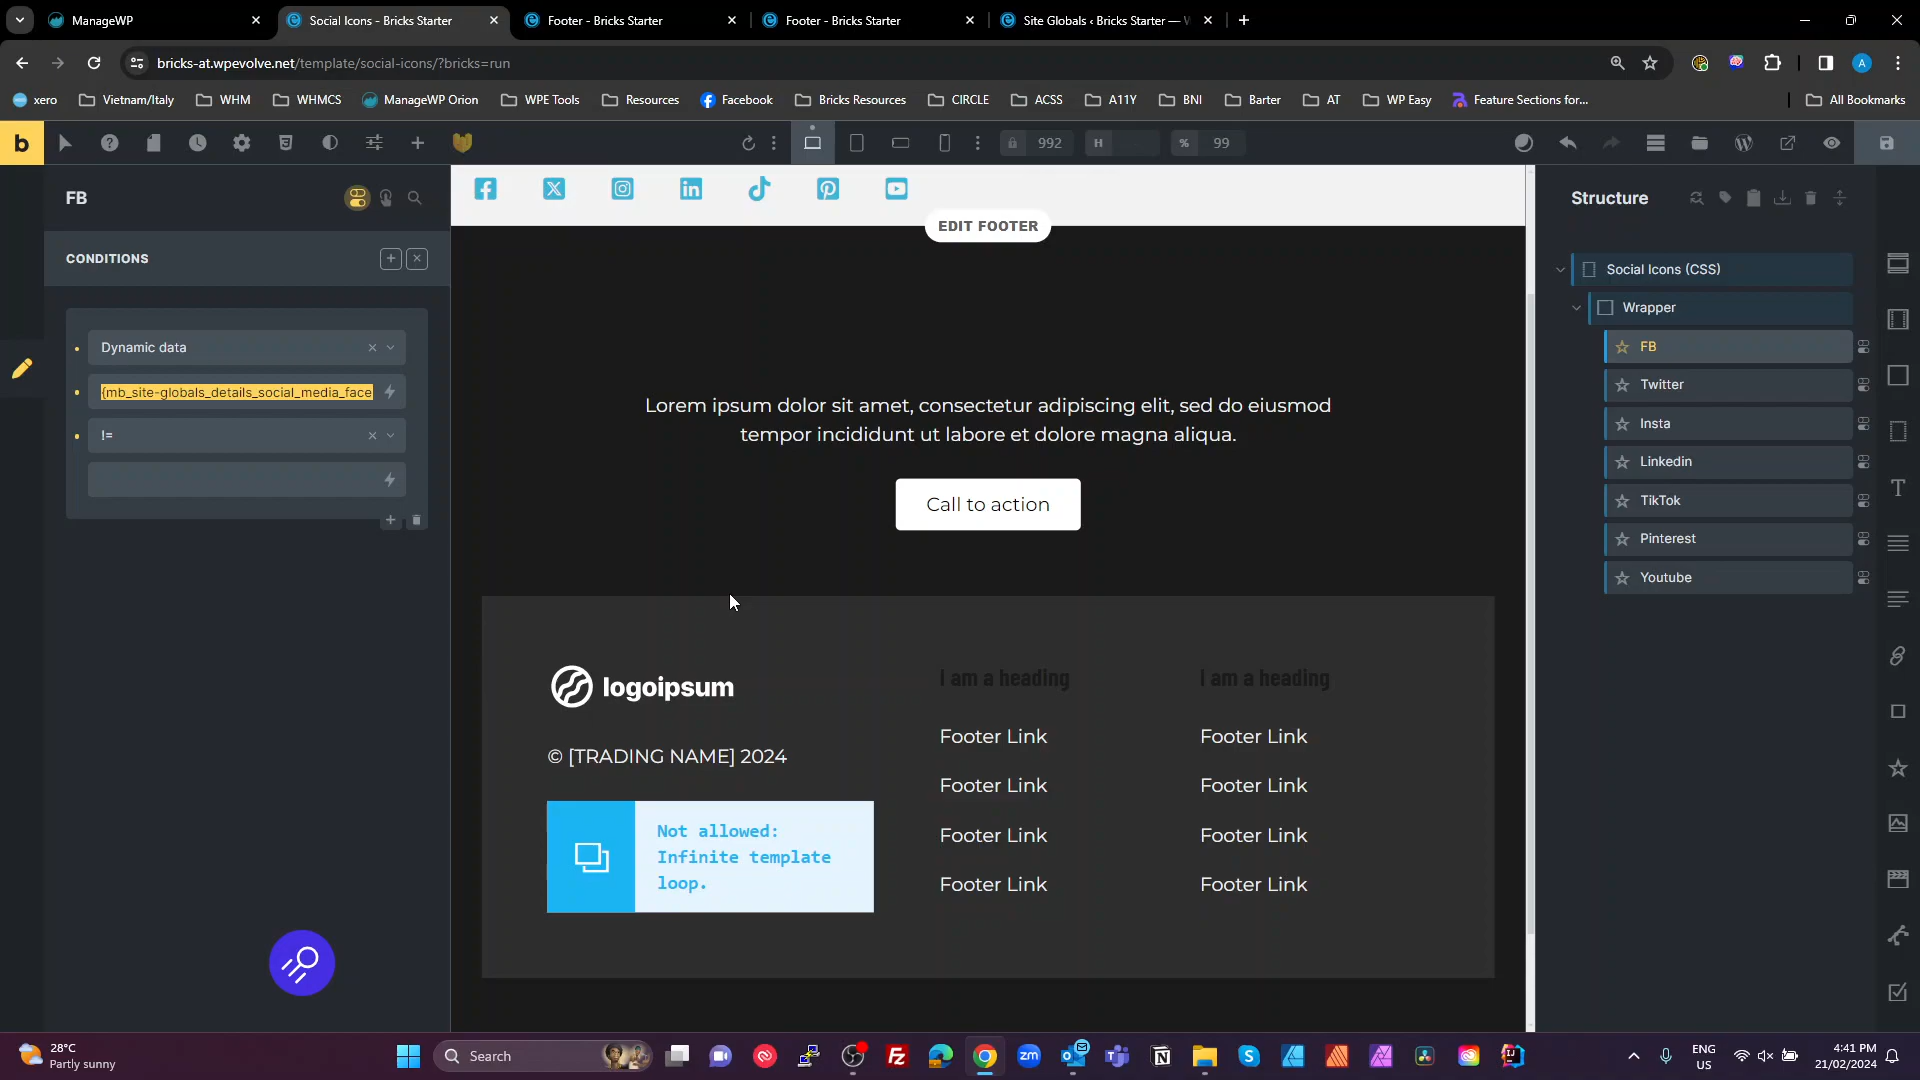 ManageWP
Social Icons - Bricks Starter
Footer - Bricks Starter
Footer - Bricks Starter
Site Globals ‹ Bricks Starter —
bricks-at.wpevolve.net/template/social-icons/?bricks=run
xero
Vietnam/Italy
WHM
WHMCS
ManageWP Orion
WPE Tools
Resources
Facebook
Bricks Resources
CIRCLE
ACSS
A11Y
BNI
Barter
AT
WP Easy
Feature Sections for...
All Bookmarks
b
992
H
%
99
FB
CONDITIONS
Dynamic data
{mb_site-globals_details_social_media_face
!=
EDIT FOOTER
Lorem ipsum dolor sit amet, consectetur adipiscing elit, sed do eiusmod
tempor incididunt ut labore et dolore magna aliqua.
Call to action
logoipsum
© [TRADING NAME] 2024
Not allowed:
Infinite template
loop.
I am a heading
Footer Link
Footer Link
Footer Link
Footer Link
I am a heading
Footer Link
Footer Link
Footer Link
Footer Link
Structure
Social Icons (CSS)
Wrapper
FB
Twitter
Insta
Linkedin
TikTok
Pinterest
Youtube
28°C
Partly sunny
Search
ENG
US
4:41 PM
21/02/2024